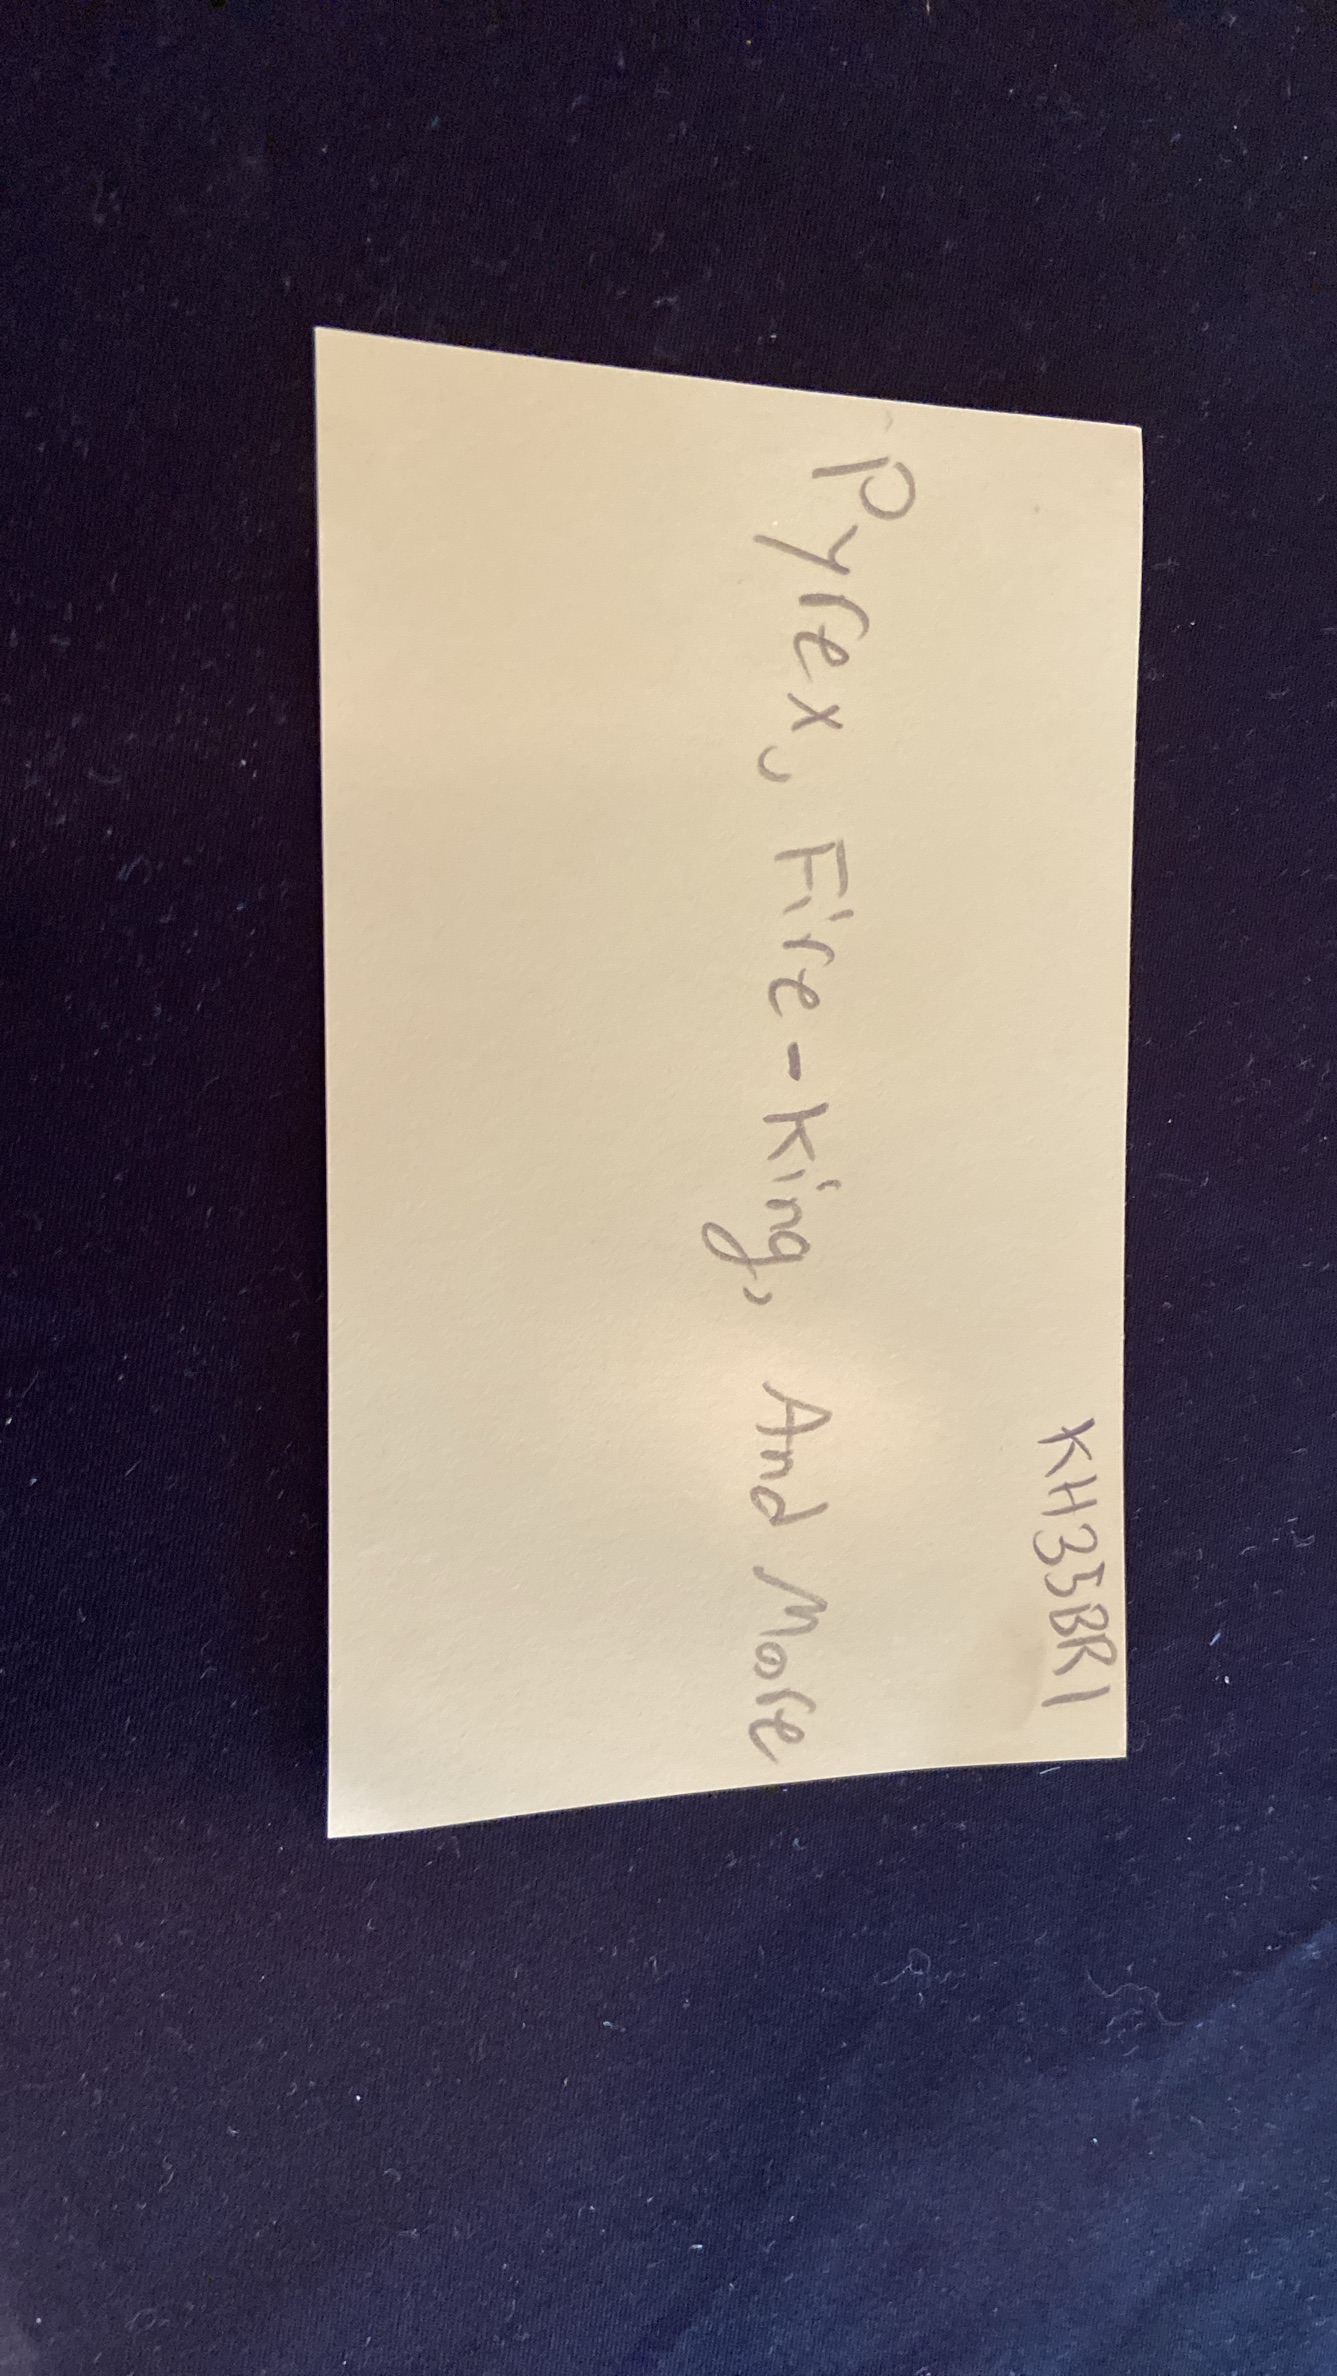 KH35BR1
-Pyrex, Fire-King, And More